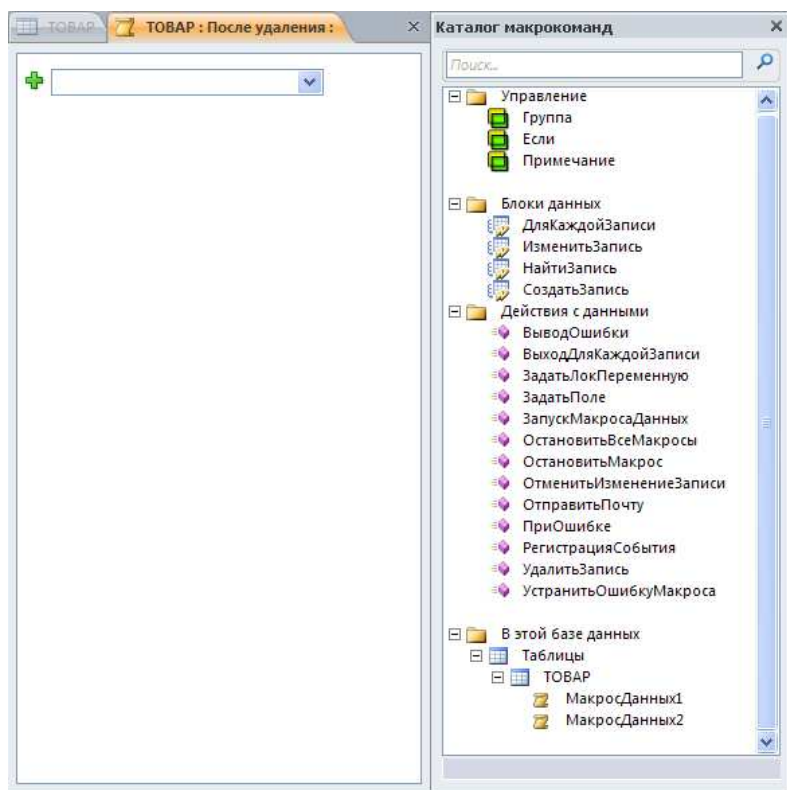 ТОВАР
ТОВАР : После удаления :
Каталог макрокоманд
Поиск...
Управление
Группа
Если
Примечание
Блоки данных
ДляКаждойЗаписи
ИзменитьЗапись
НайтиЗапись
СоздатьЗапись
Действия с данными
ВыводОшибки
ВыходДляКаждойЗаписи
ЗадатьЛокПеременную
ЗадатьПоле
ЗапускМакросаДанных
ОстановитьВсеМакросы
ОстановитьМакрос
ОтменитьИзменениеЗаписи
ОтправитьПочту
ПриОшибке
РегистрацияСобытия
УдалитьЗапись
УстранитьОшибкуМакроса
В этой базе данных
Таблицы
ТОВАР
МакросДанных1
МакросДанных2